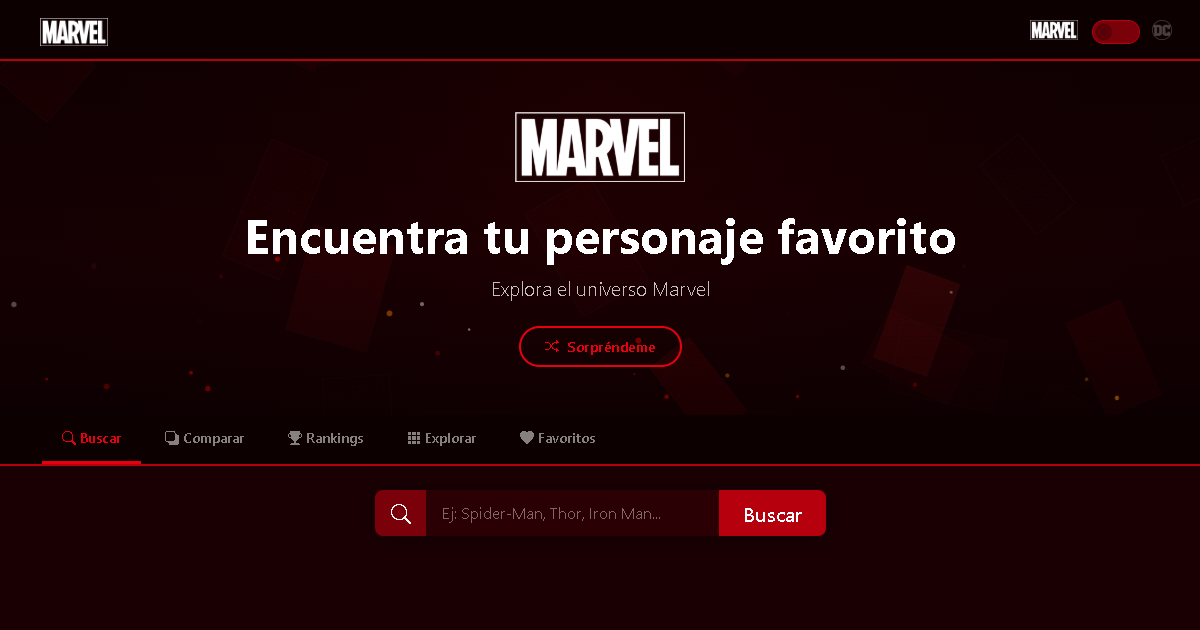 MARVEL
MARVEL DC
MARVEL
Encuentra tu personaje favorito
Explora el universo Marvel
Sorpréndeme
Buscar Comparar Rankings Explorar Favoritos
Ej: Spider-Man, Thor, Iron Man... Buscar